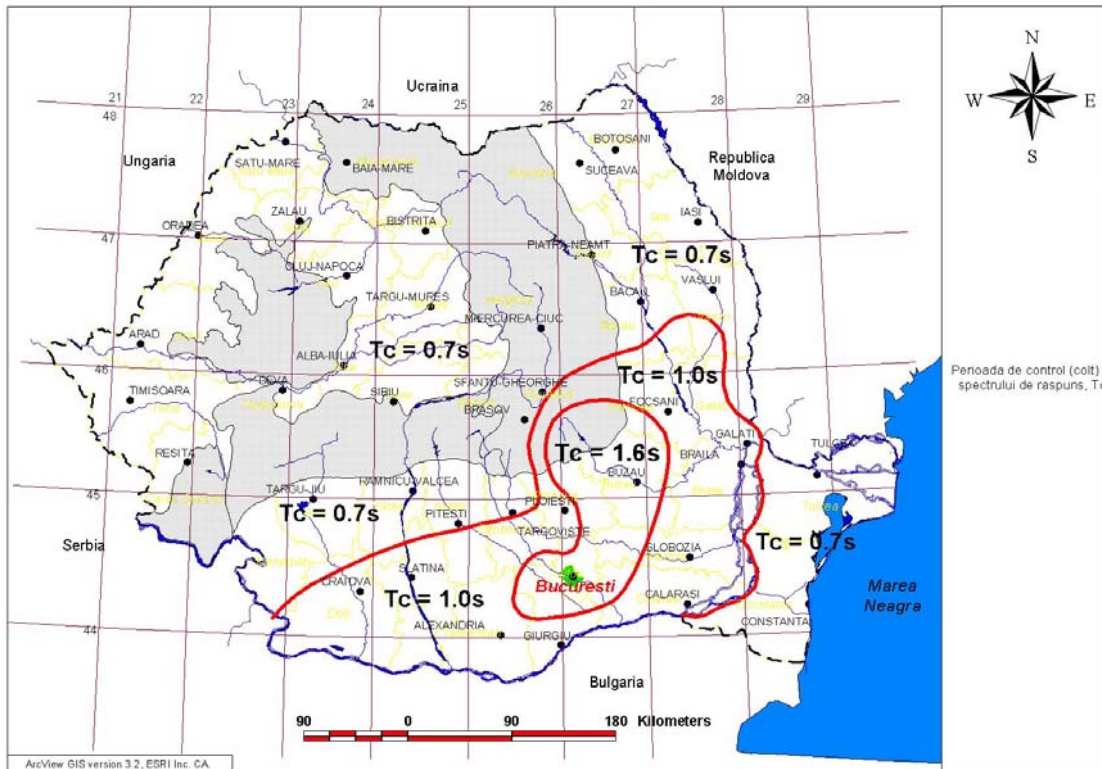 Ucraina
21
22
23
24
25
26
27
28
29
48
47
46
45
44
N
W
E
S
Ungaria
Republica
Moldova
BOTOSANI
SATU-MARE
BAIA-MARE
SUCEAVA
ZALAU
BISTRITA
IASI
ORADEA
PIATRA-NEAMT
Tc = 0.7s
CLUJ-NAPOCA
VASLUI
TARGU-MURES
BACAU
MIERCUREA-CIUC
ARAD
ALBA-IULIA
Tc = 0.7s
Tc = 1.0s
Perioada de control (colt)
spectrului de raspuns, Tc
TIMISOARA
DEVA
SIBIU
SFANTU-GHEORGHE
FOCSANI
BRASOV
GALATI
TULCEA
Tc = 1.6s
BRAILA
RESITA
BUZAU
TARGU-JIU
RAMNICU-VALCEA
PLOIESTI
Tc = 0.7s
PITESTI
TARGOVISTE
Tc = 0.7s
Serbia
SLOBOZIA
SLATINA
CRAIOVA
Bucuresti
CALARASI
Marea
Neagra
Tc = 1.0s
ALEXANDRIA
GIURGIU
CONSTANTA
Bulgaria
90 0 90 180 Kilometers
ArcView GIS version 3.2, ESRI Inc. CA.